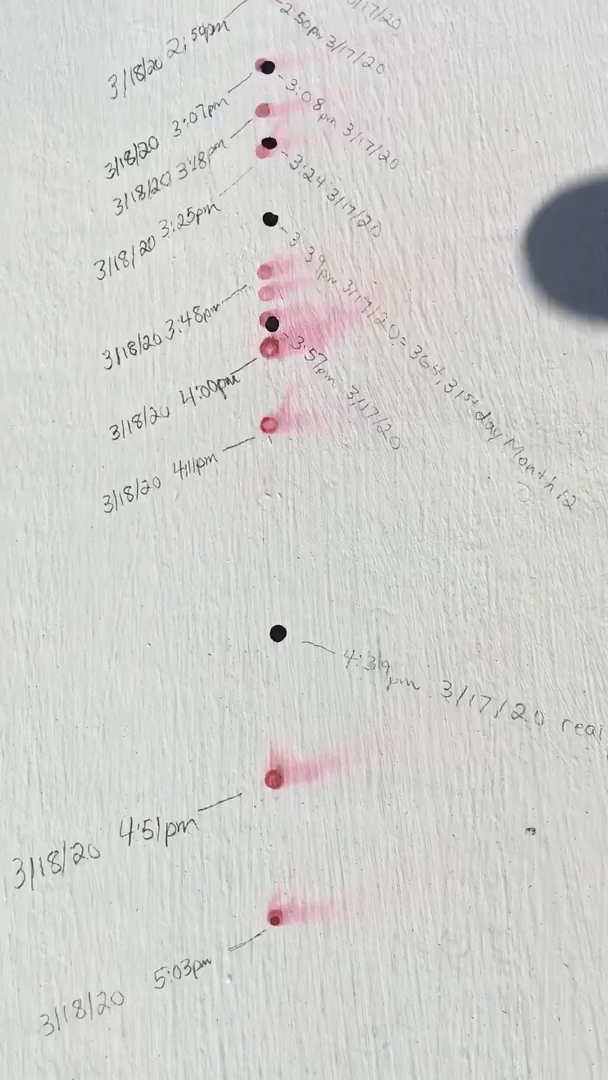 3/18/20 2:59pm
2:50pm 3/17/20
3/18/20 3:07pm
3:08pm 3/17/20
3/18/20 3:18pm
3:24 3/17/20
3/18/20 3:25pm
3:39pm 3/17/20 = 364, 31st day Month 12
3/18/20 3:48pm
3:57pm 3/17/20
3/18/20 4:00pm
3/18/20 4:11pm
4:39pm 3/17/20
3/18/20 4:51pm
3/18/20 5:03pm